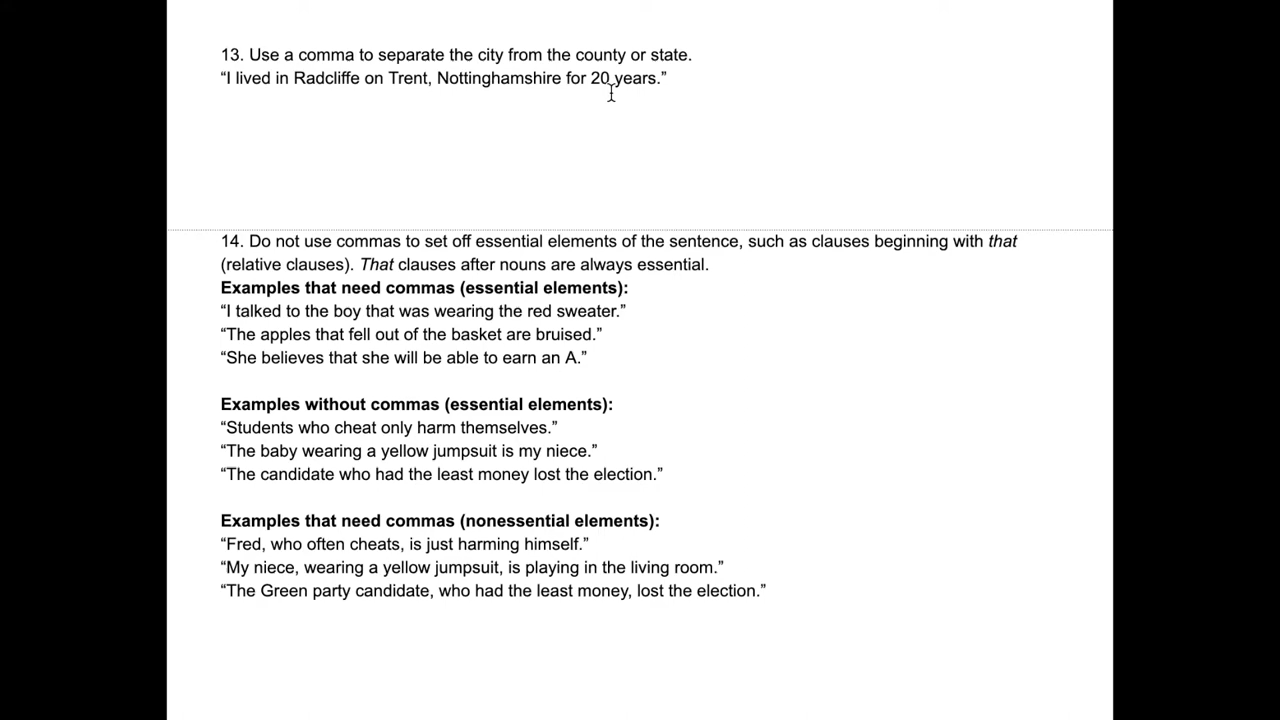 13. Use a comma to separate the city from the county or state.
“I lived in Radcliffe on Trent, Nottinghamshire for 20 years.”
14. Do not use commas to set off essential elements of the sentence, such as clauses beginning with that
(relative clauses). That clauses after nouns are always essential.
Examples that need commas (essential elements):
“I talked to the boy that was wearing the red sweater.”
“The apples that fell out of the basket are bruised.”
“She believes that she will be able to earn an A.”
Examples without commas (essential elements):
“Students who cheat only harm themselves.”
“The baby wearing a yellow jumpsuit is my niece.”
“The candidate who had the least money lost the election.”
Examples that need commas (nonessential elements):
“Fred, who often cheats, is just harming himself.”
“My niece, wearing a yellow jumpsuit, is playing in the living room.”
“The Green party candidate, who had the least money, lost the election.”